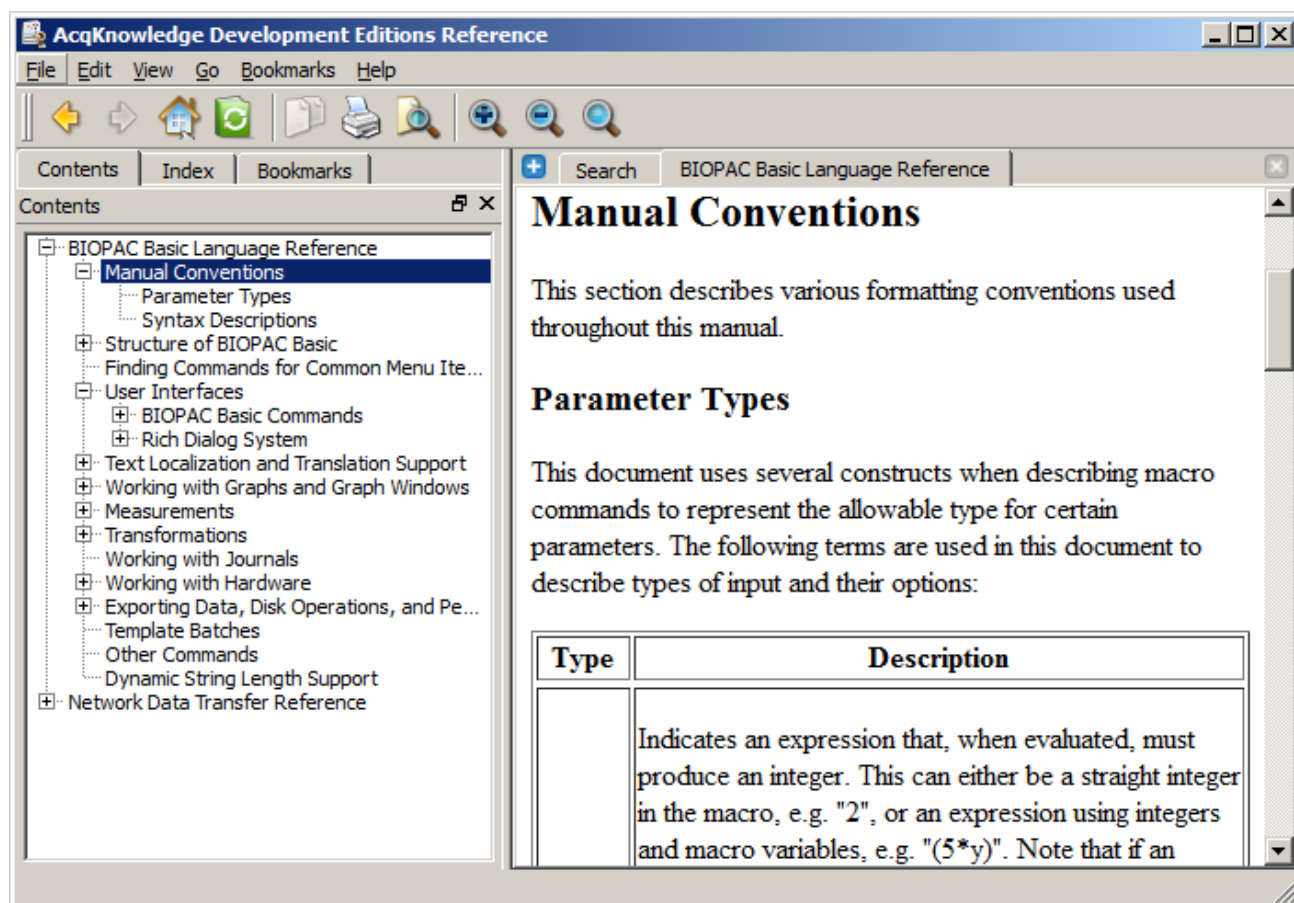 AcqKnowledge Development Editions Reference
File Edit View Go Bookmarks Help
Contents Index Bookmarks
Contents
BIOPAC Basic Language Reference
Manual Conventions
Parameter Types
Syntax Descriptions
Structure of BIOPAC Basic
Finding Commands for Common Menu Ite...
User Interfaces
BIOPAC Basic Commands
Rich Dialog System
Text Localization and Translation Support
Working with Graphs and Graph Windows
Measurements
Transformations
Working with Journals
Working with Hardware
Exporting Data, Disk Operations, and Pe...
Template Batches
Other Commands
Dynamic String Length Support
Network Data Transfer Reference
Search BIOPAC Basic Language Reference
Manual Conventions
This section describes various formatting conventions used
throughout this manual.
Parameter Types
This document uses several constructs when describing macro
commands to represent the allowable type for certain
parameters. The following terms are used in this document to
describe types of input and their options:
Type Description
Indicates an expression that, when evaluated, must
produce an integer. This can either be a straight integer
in the macro, e.g. "2", or an expression using integers
and macro variables, e.g. "(5*y)". Note that if an